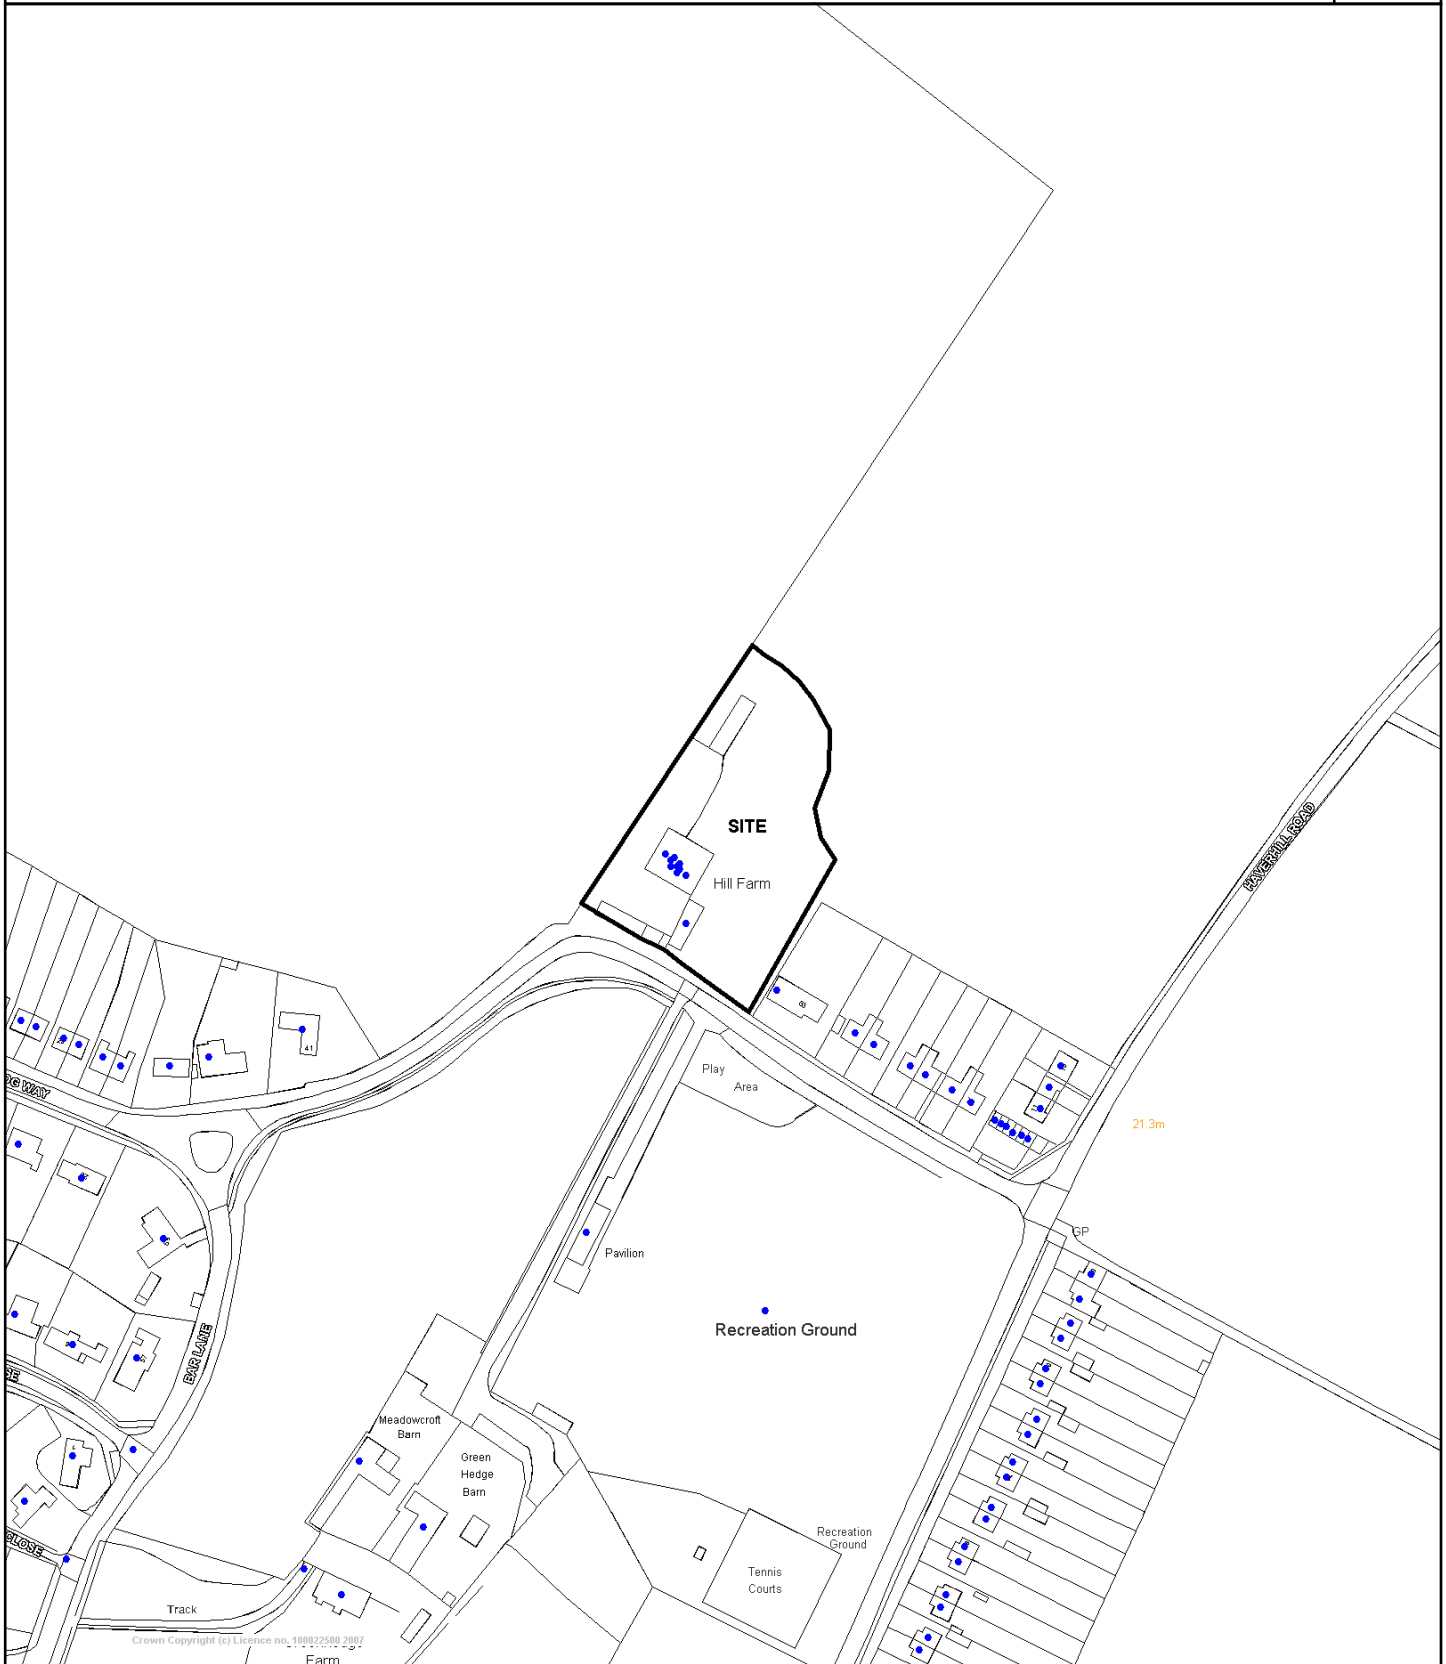 SITE
Hill Farm
HAVERHILL ROAD
41
Play
Area
21.3m
GP
BAR LANE
Pavilion
Recreation Ground
Meadowcroft
Barn
Green
Hedge
Barn
Recreation
Ground
Tennis
Courts
CLOSE
Track
Crown Copyright (c) Licence no. 100022500 2007
Farm